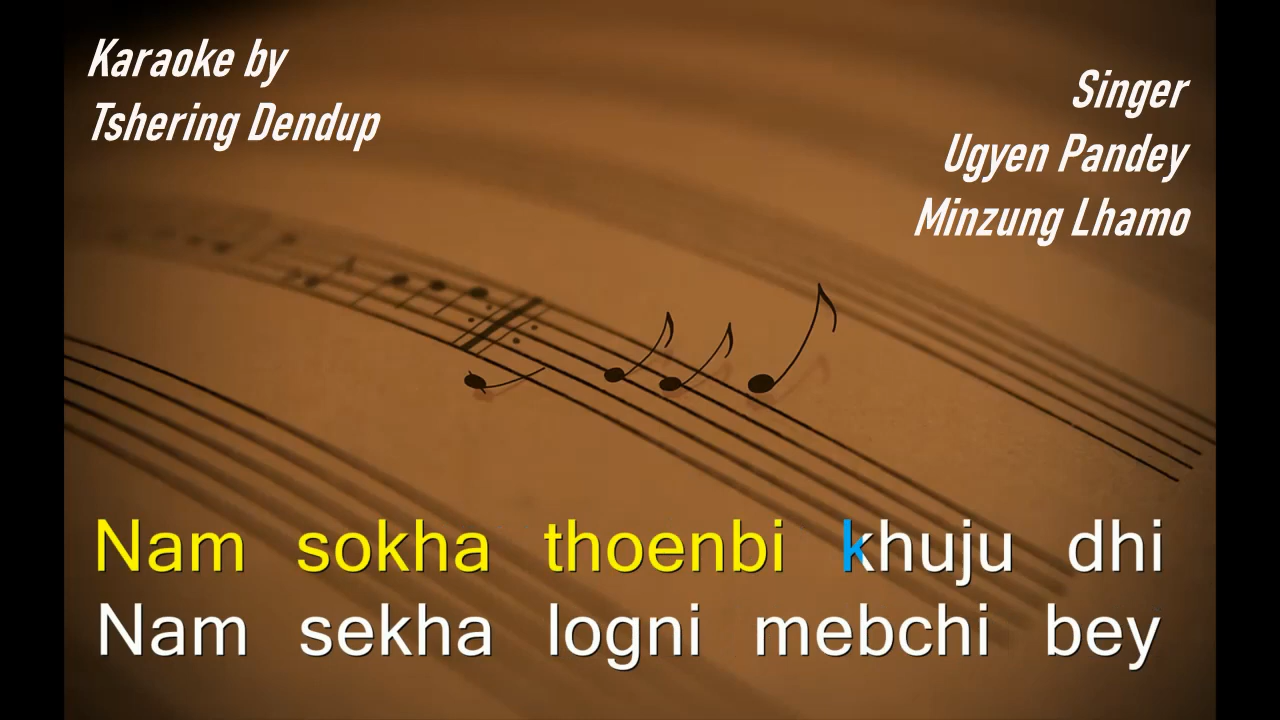 Karaoke by
Tshering Dendup
Singer
Ugyen Pandey
Minzung Lhamo
Nam sokha thoenbi khuju dhi
Nam sekha logni mebchi bey